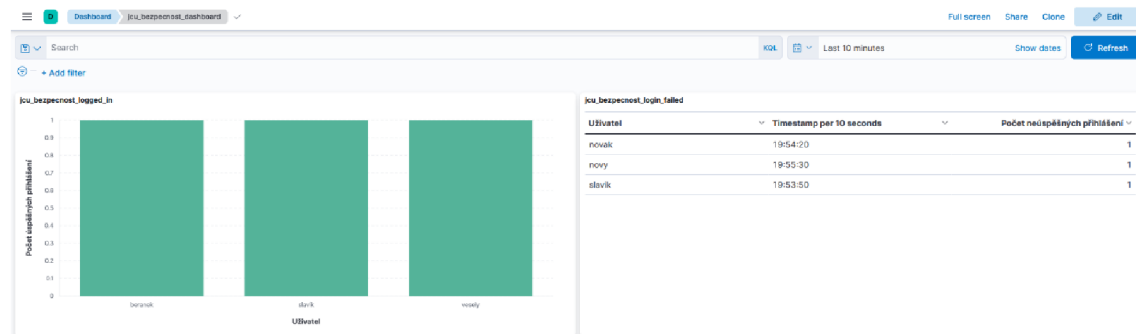 D Dashboard jcu_bezpecnost_dashboard Full screen Share Clone Edit
Search KQL Last 10 minutes Show dates Refresh
+ Add filter
jcu_bezpecnost_logged_in
Počet úspěšných přihlášení
1
0.9
0.8
0.7
0.6
0.5
0.4
0.3
0.2
0.1
0
beranek slavik vesely
Uživatel
jcu_bezpecnost_login_failed
Uživatel Timestamp per 10 seconds Počet neúspěšných přihlášení
novak 19:54:20 1
novy 19:55:30 1
slavik 19:53:50 1